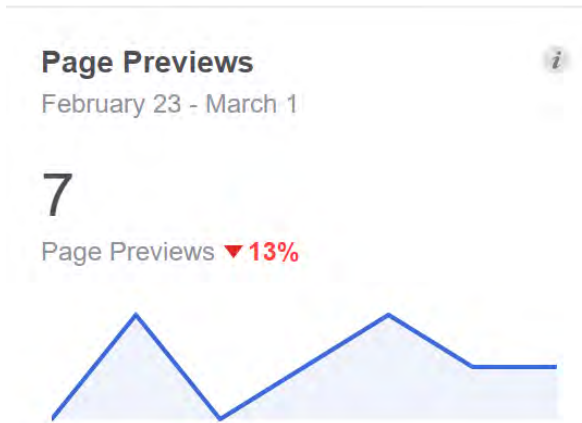 Page Previews
i
February 23 - March 1
7
Page Previews ▼ 13%